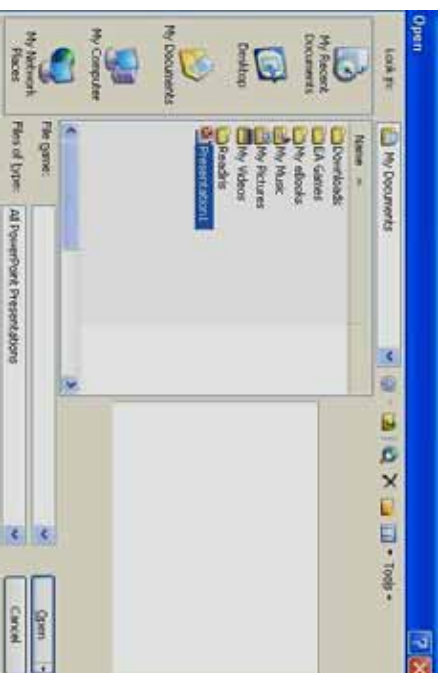 Open
Look in:
My Documents
Tools
My Recent
Documents
Desktop
My Documents
My Computer
My Network
Places
Name
Downloads
EA Games
My eBooks
My Music
My Pictures
My Videos
Readiris
Presentation1
File name:
Open
Files of type:
All PowerPoint Presentations
Cancel